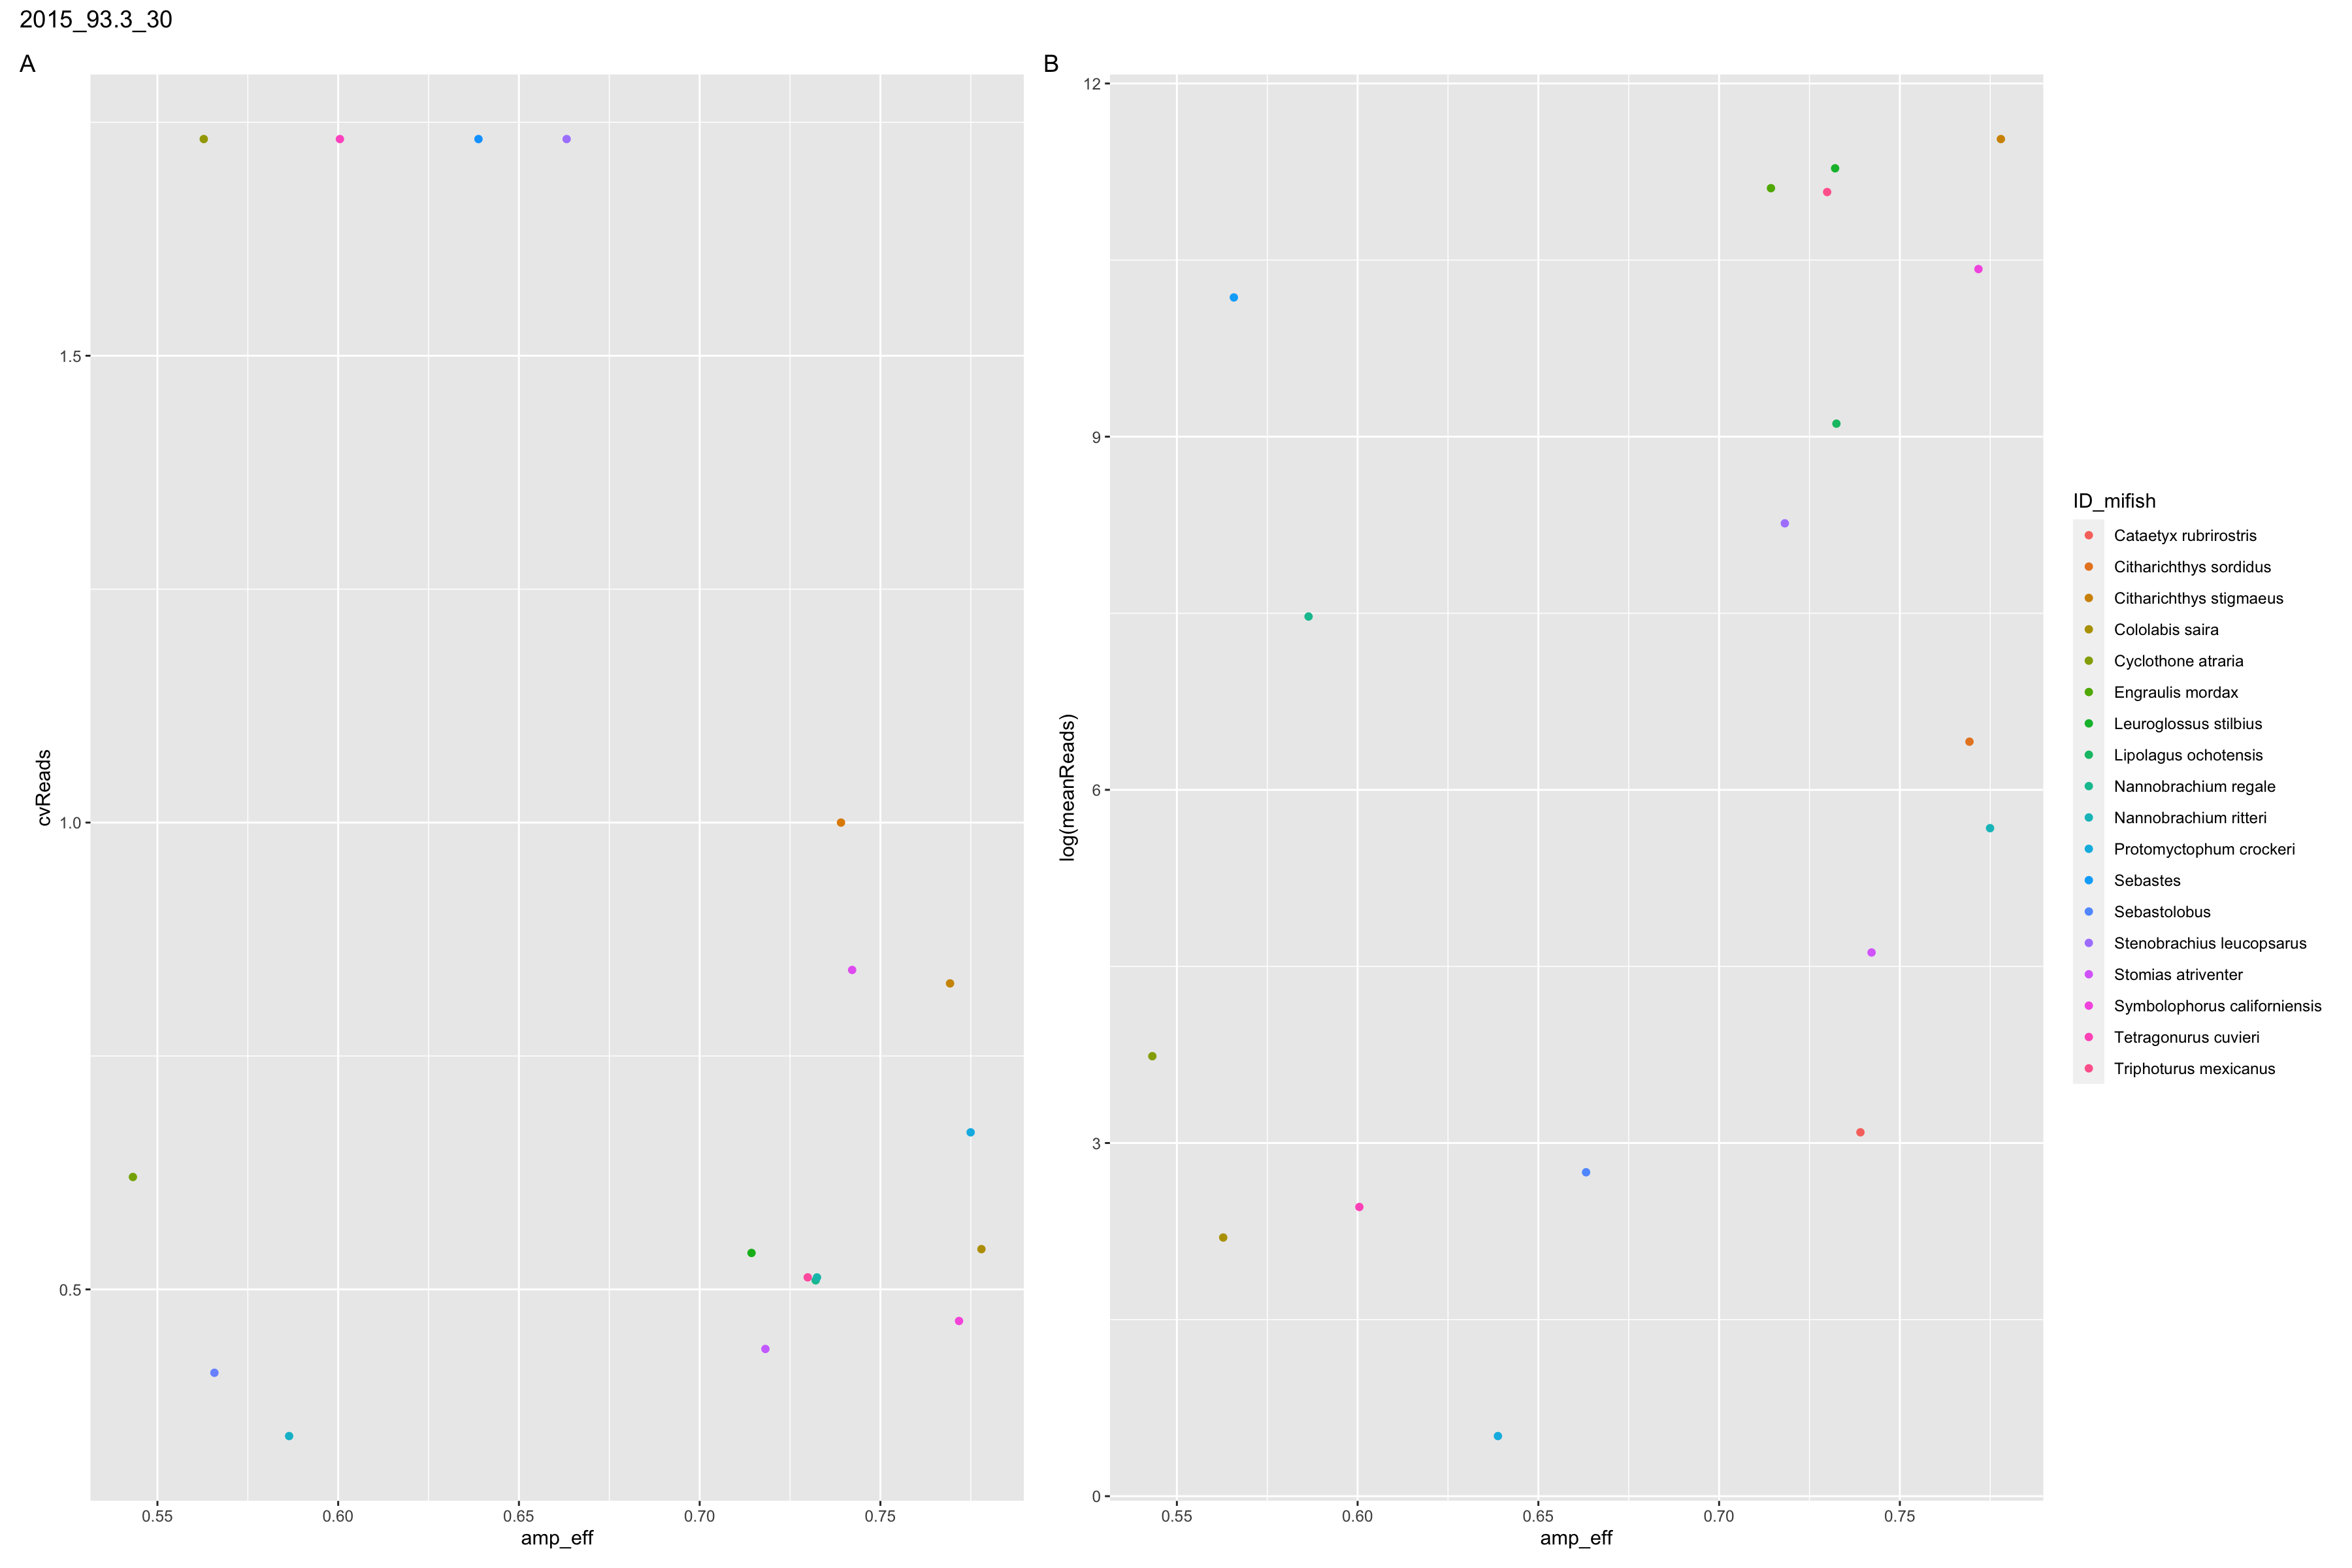 2015_93.3_30
A
1.5
1.0
0.5
cvReads
0.55 0.60 0.65 0.70 0.75
amp_eff
B
12
9
6
3
0
log(meanReads)
0.55 0.60 0.65 0.70 0.75
amp_eff
ID_mifish
Cataetyx rubrirostris
Citharichthys sordidus
Citharichthys stigmaeus
Cololabis saira
Cyclothone atraria
Engraulis mordax
Leuroglossus stilbius
Lipolagus ochotensis
Nannobrachium regale
Nannobrachium ritteri
Protomyctophum crockeri
Sebastes
Sebastolobus
Stenobrachius leucopsarus
Stomias atriventer
Symbolophorus californiensis
Tetragonurus cuvieri
Triphoturus mexicanus